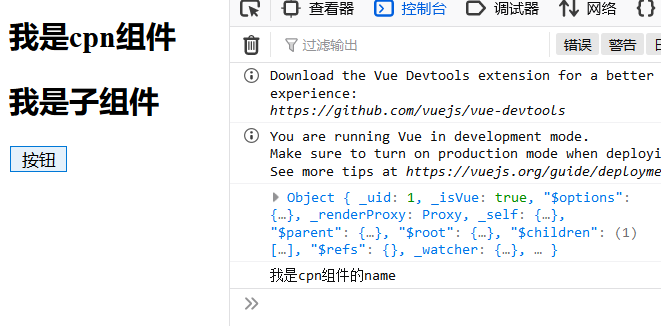 我是cpn组件
我是子组件
按钮
查看器 控制台 调试器 网络 {}
过滤输出 错误 警告
Download the Vue Devtools extension for a better
experience:
https://github.com/vuejs/vue-devtools
You are running Vue in development mode.
Make sure to turn on production mode when deployi
See more tips at https://vuejs.org/guide/deployme
Object { _uid: 1, _isVue: true, "$options":
{…}, _renderProxy: Proxy, _self: {…},
"$parent": {…}, "$root": {…}, "$children": (1)
[…], "$refs": {}, _watcher: {…}, … }
我是cpn组件的name